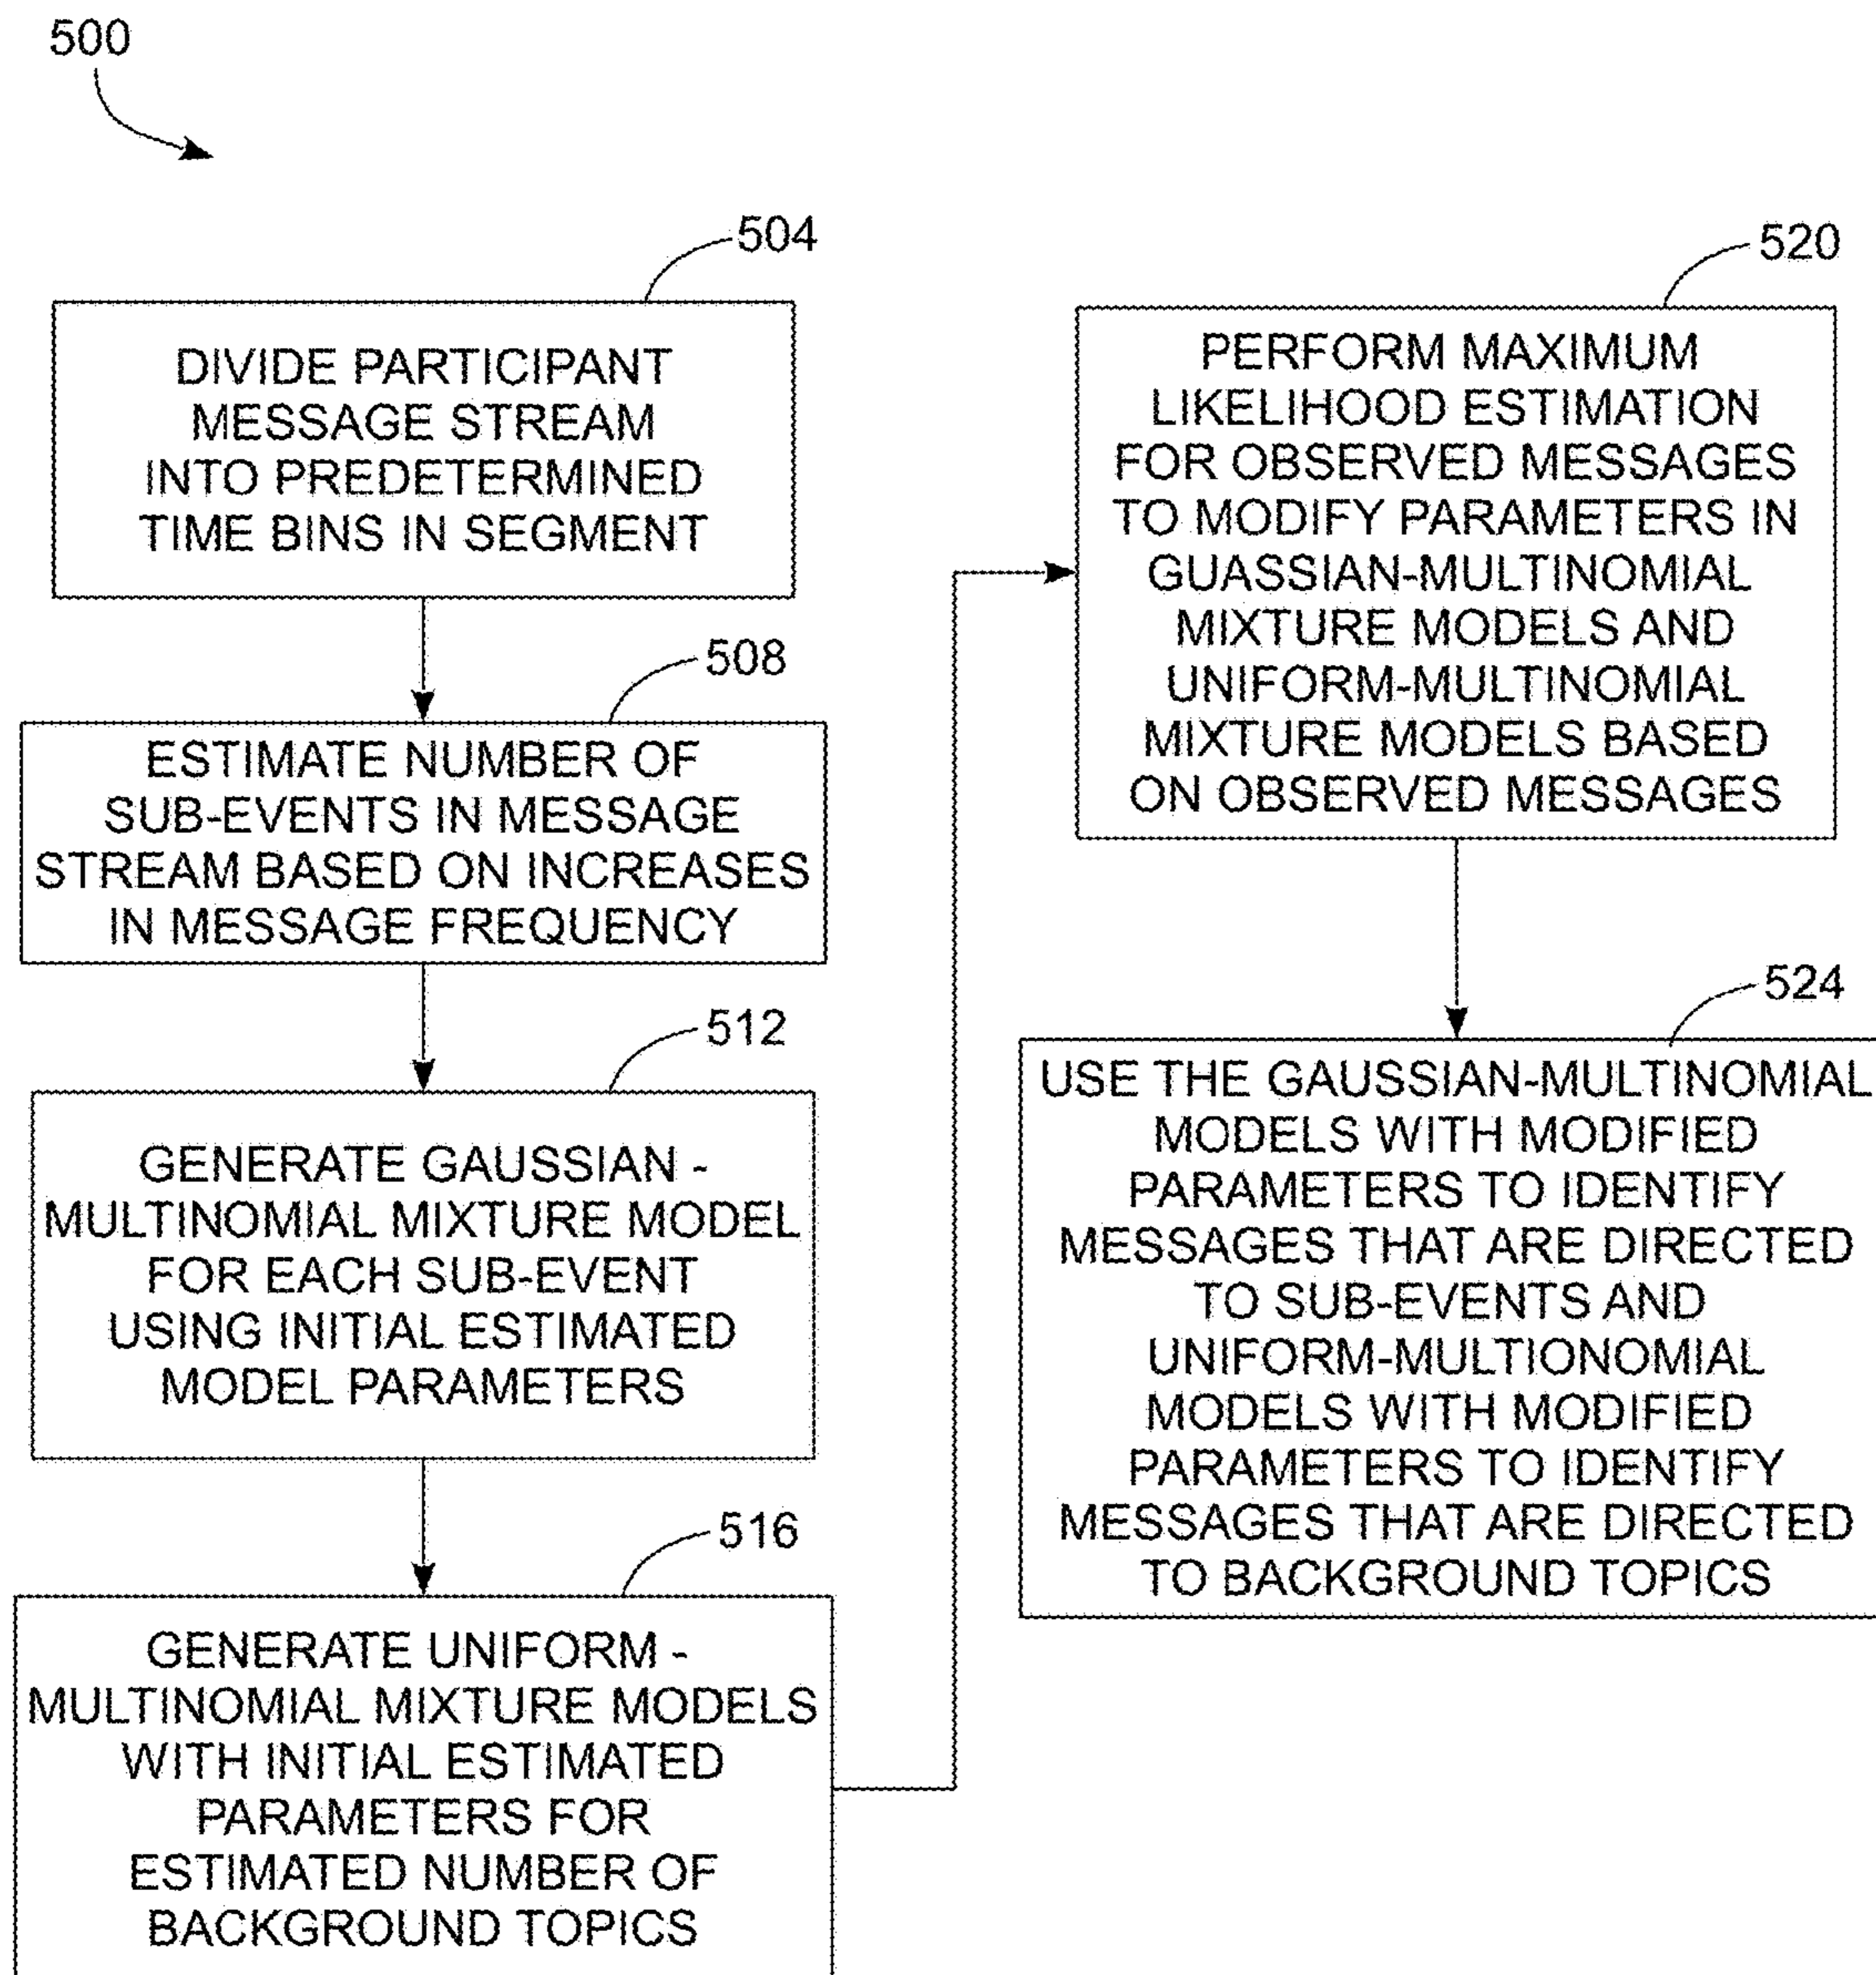 500
504
DIVIDE PARTICIPANT
MESSAGE STREAM
INTO PREDETERMINED
TIME BINS IN SEGMENT
508
ESTIMATE NUMBER OF
SUB-EVENTS IN MESSAGE
STREAM BASED ON INCREASES
IN MESSAGE FREQUENCY
512
GENERATE GAUSSIAN -
MULTINOMIAL MIXTURE MODEL
FOR EACH SUB-EVENT
USING INITIAL ESTIMATED
MODEL PARAMETERS
516
GENERATE UNIFORM -
MULTINOMIAL MIXTURE MODELS
WITH INITIAL ESTIMATED
PARAMETERS FOR
ESTIMATED NUMBER OF
BACKGROUND TOPICS
520
PERFORM MAXIMUM
LIKELIHOOD ESTIMATION
FOR OBSERVED MESSAGES
TO MODIFY PARAMETERS IN
GUASSIAN-MULTINOMIAL
MIXTURE MODELS AND
UNIFORM-MULTINOMIAL
MIXTURE MODELS BASED
ON OBSERVED MESSAGES
524
USE THE GAUSSIAN-MULTINOMIAL
MODELS WITH MODIFIED
PARAMETERS TO IDENTIFY
MESSAGES THAT ARE DIRECTED
TO SUB-EVENTS AND
UNIFORM-MULTIONOMIAL
MODELS WITH MODIFIED
PARAMETERS TO IDENTIFY
MESSAGES THAT ARE DIRECTED
TO BACKGROUND TOPICS